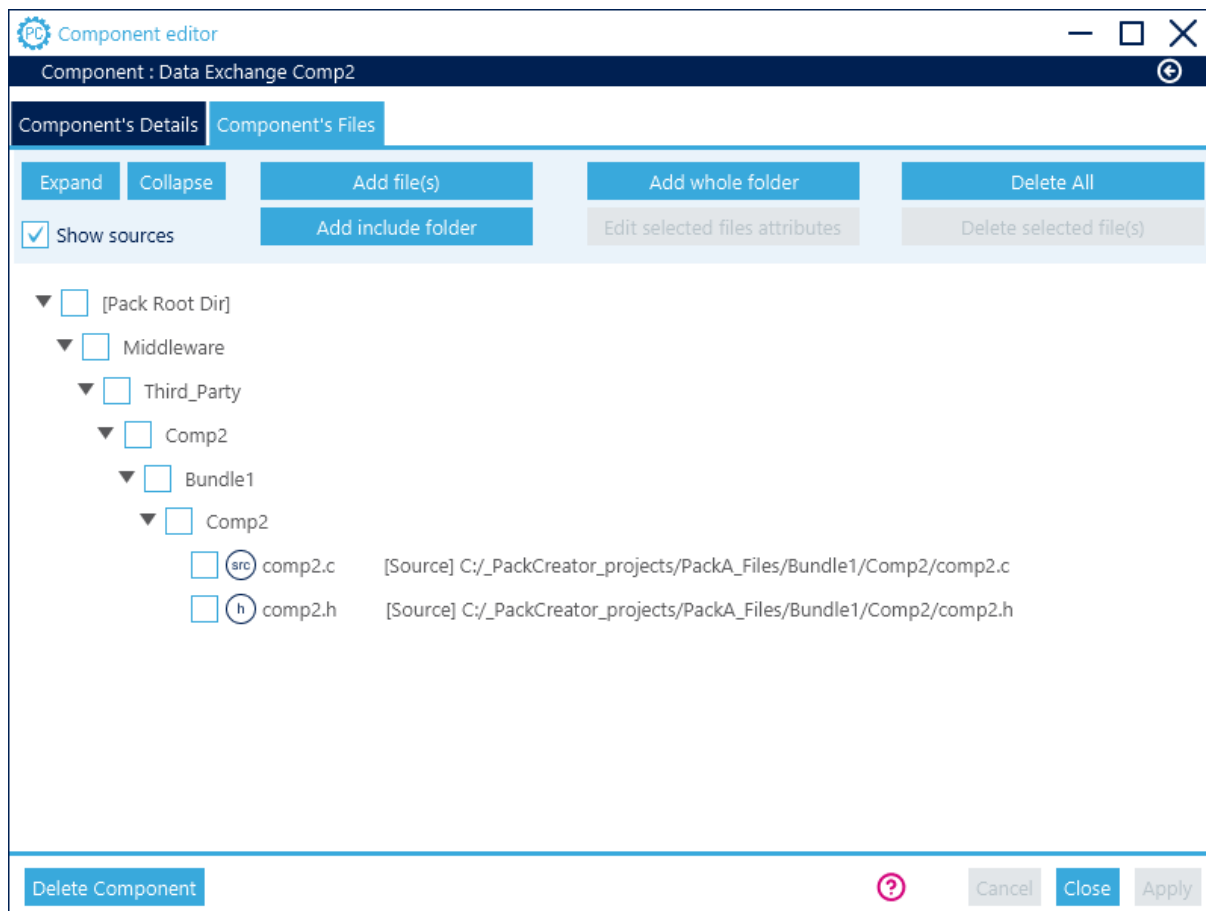 PC Component editor
Component : Data Exchange Comp2
Component's Details Component's Files
Expand Collapse Add file(s) Add whole folder Delete All
Show sources Add include folder Edit selected files attributes Delete selected file(s)
[Pack Root Dir]
Middleware
Third_Party
Comp2
Bundle1
Comp2
src comp2.c [Source] C:/_PackCreator_projects/PackA_Files/Bundle1/Comp2/comp2.c
h comp2.h [Source] C:/_PackCreator_projects/PackA_Files/Bundle1/Comp2/comp2.h
Delete Component ? Cancel Close Apply